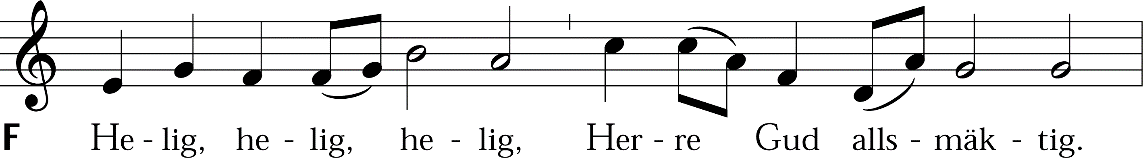 F He - lig, he - lig, he - lig, Her - re Gud alls - mäk - tig.